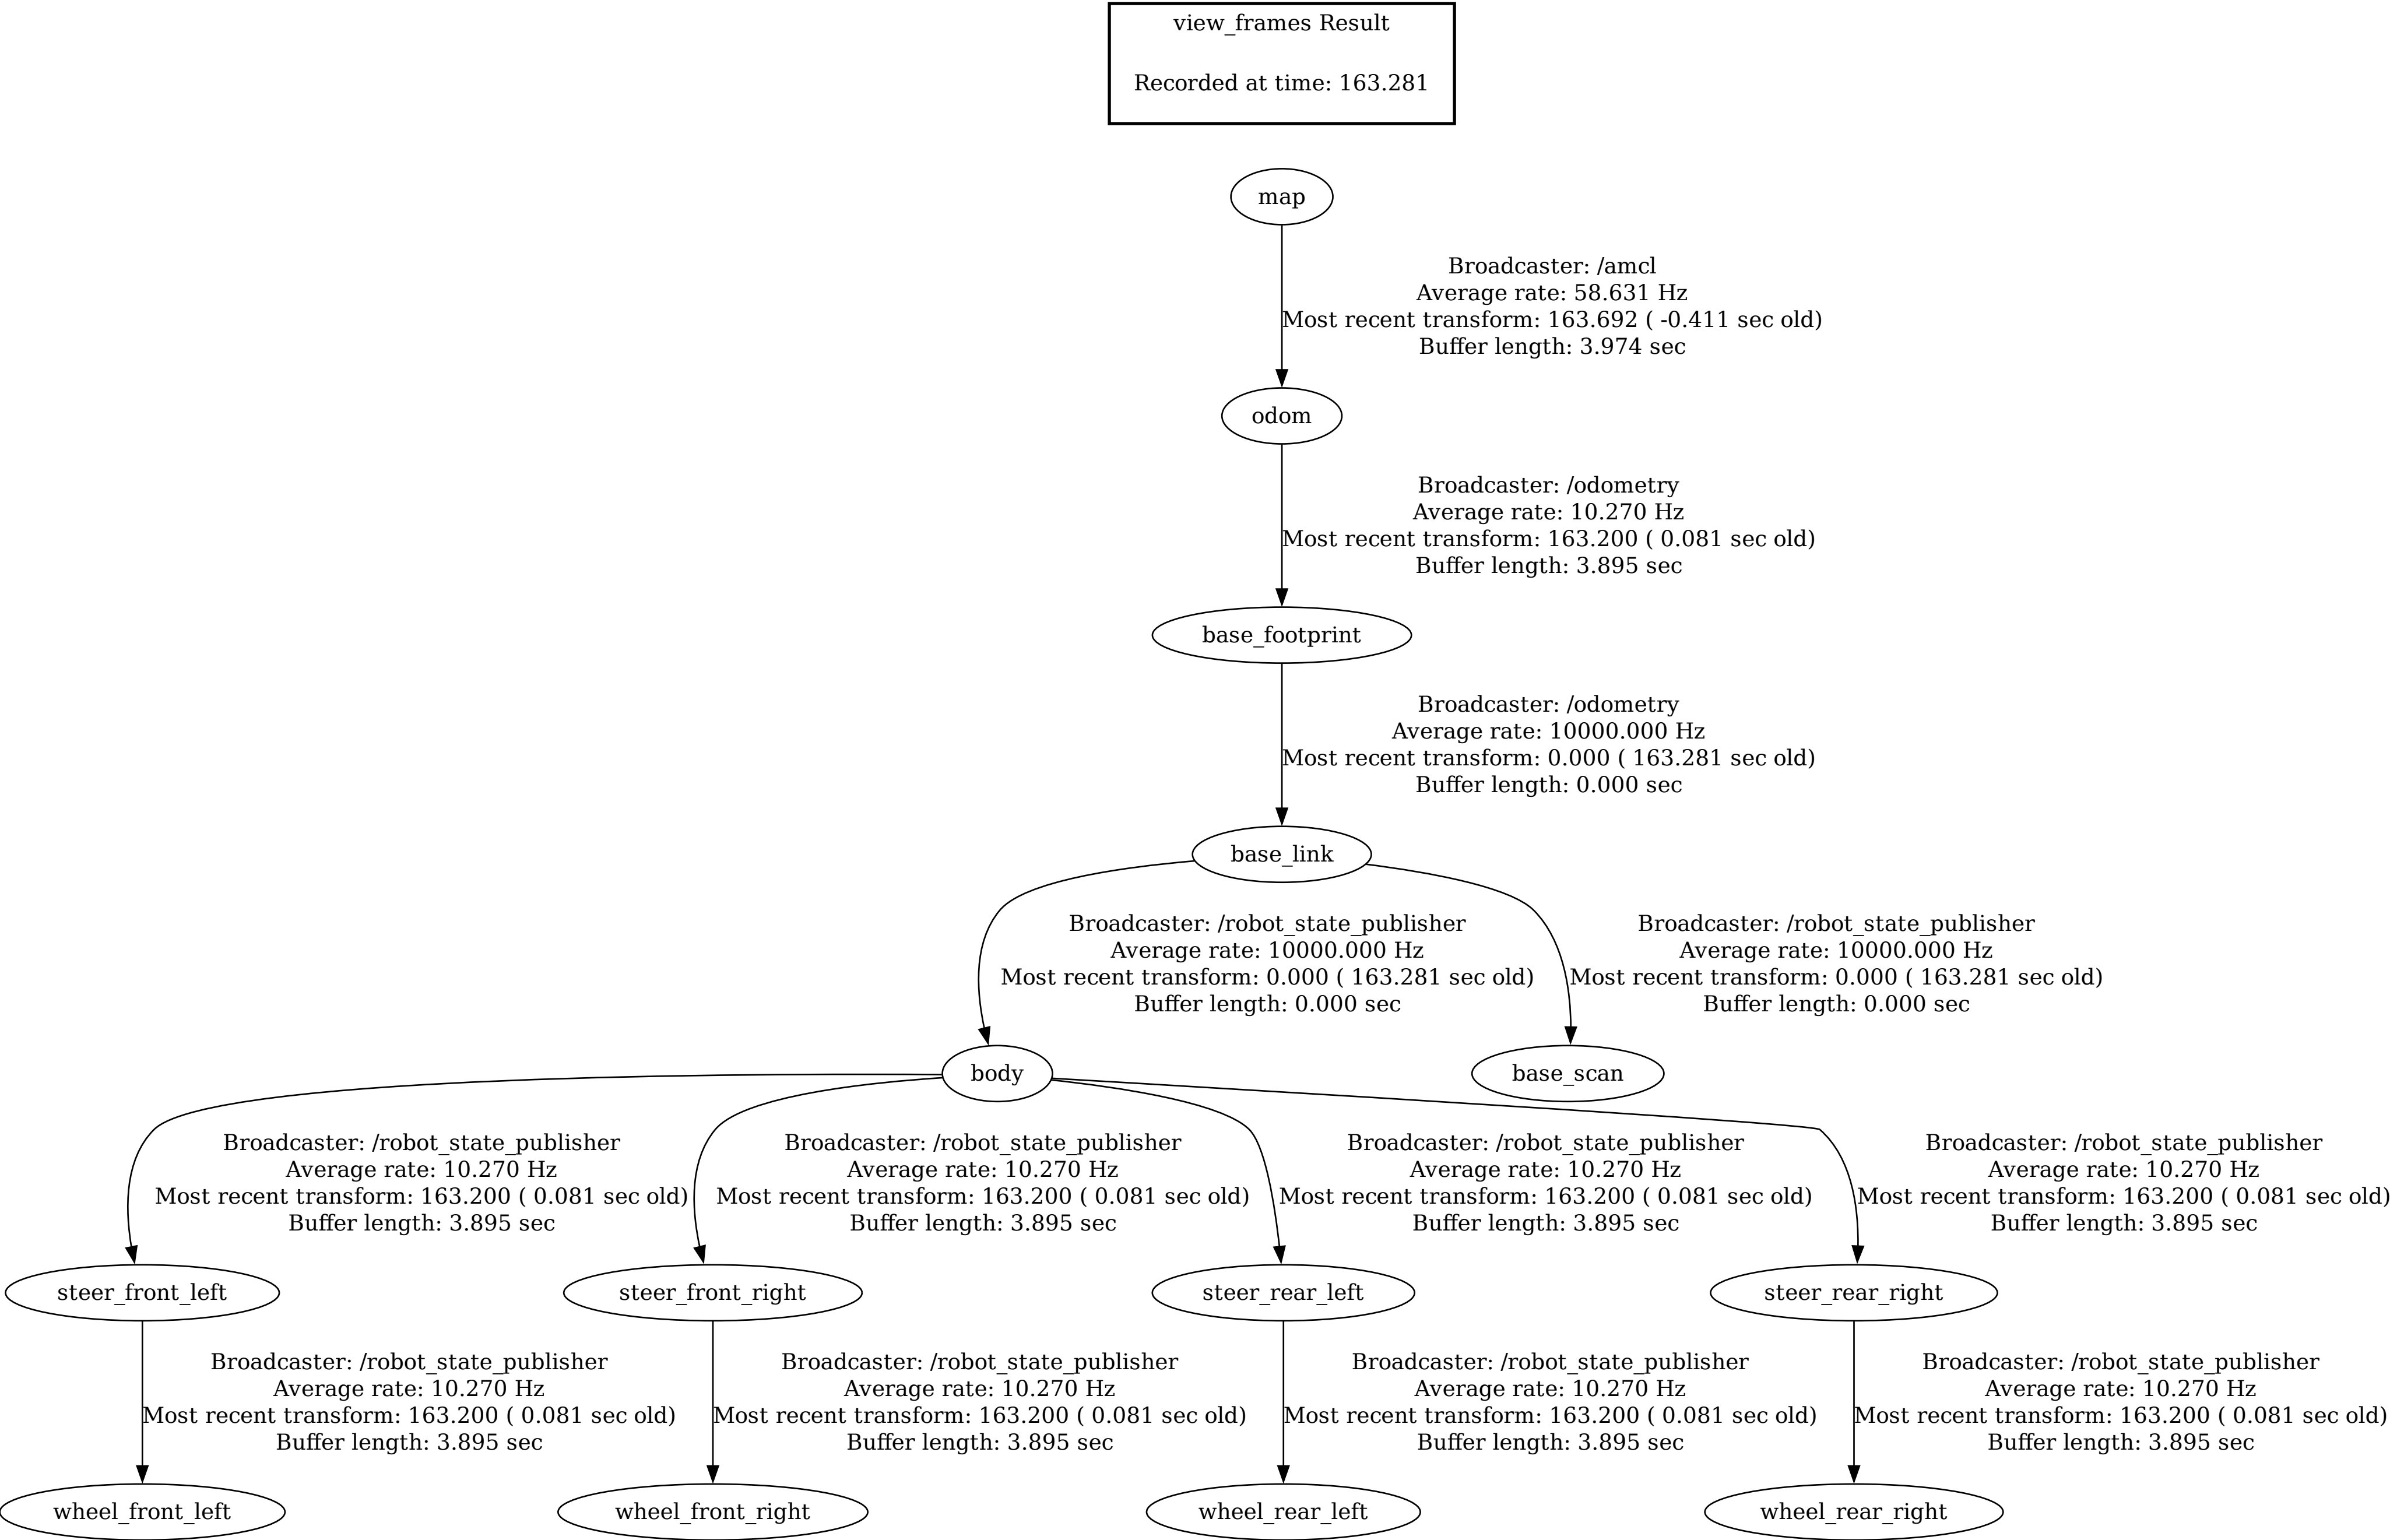 view_frames Result
Recorded at time: 163.281
map
Broadcaster: /amcl
Average rate: 58.631 Hz
Most recent transform: 163.692 ( -0.411 sec old)
Buffer length: 3.974 sec
odom
Broadcaster: /odometry
Average rate: 10.270 Hz
Most recent transform: 163.200 ( 0.081 sec old)
Buffer length: 3.895 sec
base_footprint
Broadcaster: /odometry
Average rate: 10000.000 Hz
Most recent transform: 0.000 ( 163.281 sec old)
Buffer length: 0.000 sec
base_link
Broadcaster: /robot_state_publisher
Average rate: 10000.000 Hz
Most recent transform: 0.000 ( 163.281 sec old)
Buffer length: 0.000 sec
Broadcaster: /robot_state_publisher
Average rate: 10000.000 Hz
Most recent transform: 0.000 ( 163.281 sec old)
Buffer length: 0.000 sec
body
base_scan
Broadcaster: /robot_state_publisher
Average rate: 10.270 Hz
Most recent transform: 163.200 ( 0.081 sec old)
Buffer length: 3.895 sec
Broadcaster: /robot_state_publisher
Average rate: 10.270 Hz
Most recent transform: 163.200 ( 0.081 sec old)
Buffer length: 3.895 sec
Broadcaster: /robot_state_publisher
Average rate: 10.270 Hz
Most recent transform: 163.200 ( 0.081 sec old)
Buffer length: 3.895 sec
Broadcaster: /robot_state_publisher
Average rate: 10.270 Hz
Most recent transform: 163.200 ( 0.081 sec old)
Buffer length: 3.895 sec
steer_front_left
steer_front_right
steer_rear_left
steer_rear_right
Broadcaster: /robot_state_publisher
Average rate: 10.270 Hz
Most recent transform: 163.200 ( 0.081 sec old)
Buffer length: 3.895 sec
Broadcaster: /robot_state_publisher
Average rate: 10.270 Hz
Most recent transform: 163.200 ( 0.081 sec old)
Buffer length: 3.895 sec
Broadcaster: /robot_state_publisher
Average rate: 10.270 Hz
Most recent transform: 163.200 ( 0.081 sec old)
Buffer length: 3.895 sec
Broadcaster: /robot_state_publisher
Average rate: 10.270 Hz
Most recent transform: 163.200 ( 0.081 sec old)
Buffer length: 3.895 sec
wheel_front_left
wheel_front_right
wheel_rear_left
wheel_rear_right